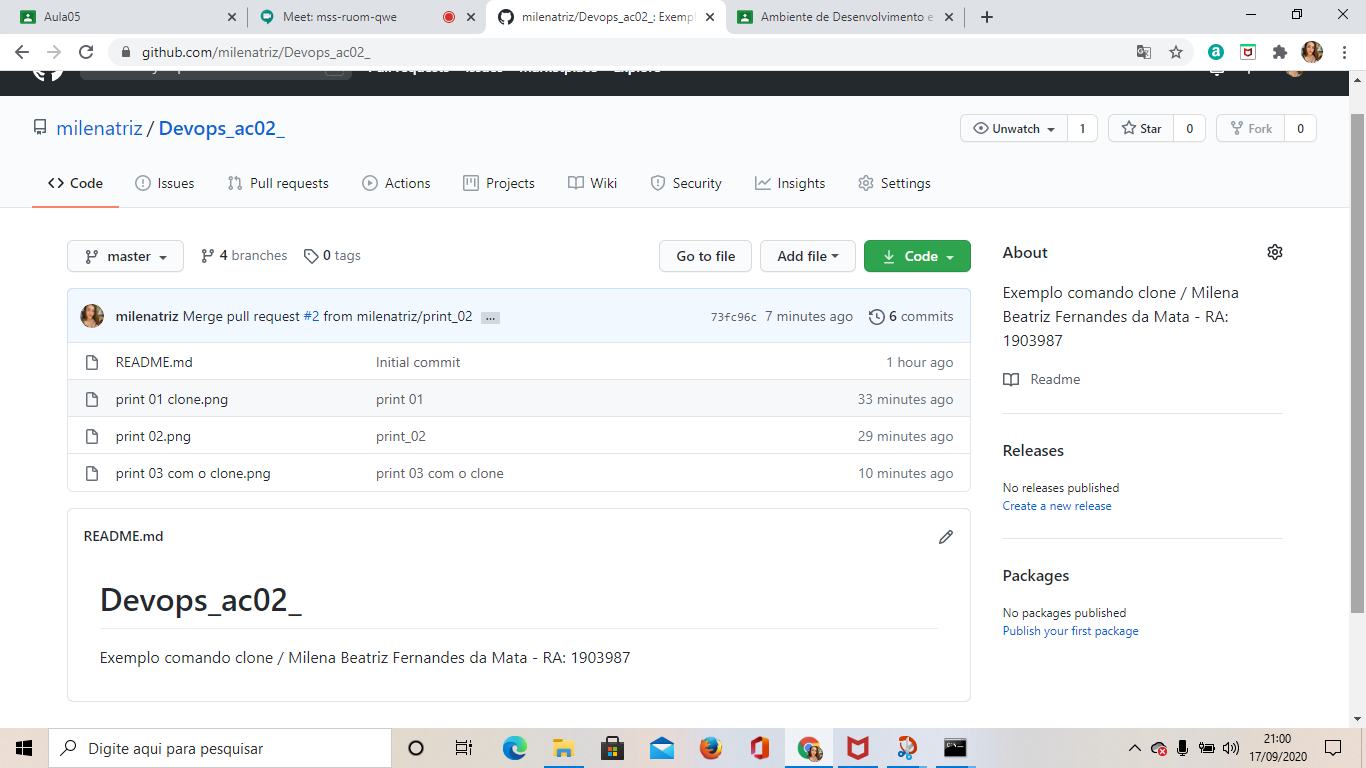 Aula05
Meet: mss-ruom-qwe
milenatriz/Devops_ac02_: Exempl
Ambiente de Desenvolvimento e
github.com/milenatriz/Devops_ac02_
milenatriz / Devops_ac02_
Unwatch 1
Star 0
Fork 0
Code
Issues
Pull requests
Actions
Projects
Wiki
Security
Insights
Settings
master
4 branches
0 tags
Go to file
Add file
Code
milenatriz Merge pull request #2 from milenatriz/print_02 ...
73fc96c 7 minutes ago
6 commits
README.md Initial commit 1 hour ago
print 01 clone.png print 01 33 minutes ago
print 02.png print_02 29 minutes ago
print 03 com o clone.png print 03 com o clone 10 minutes ago
README.md
Devops_ac02_
Exemplo comando clone / Milena Beatriz Fernandes da Mata - RA: 1903987
About
Exemplo comando clone / Milena
Beatriz Fernandes da Mata - RA:
1903987
Readme
Releases
No releases published
Create a new release
Packages
No packages published
Publish your first package
Digite aqui para pesquisar
21:00
17/09/2020